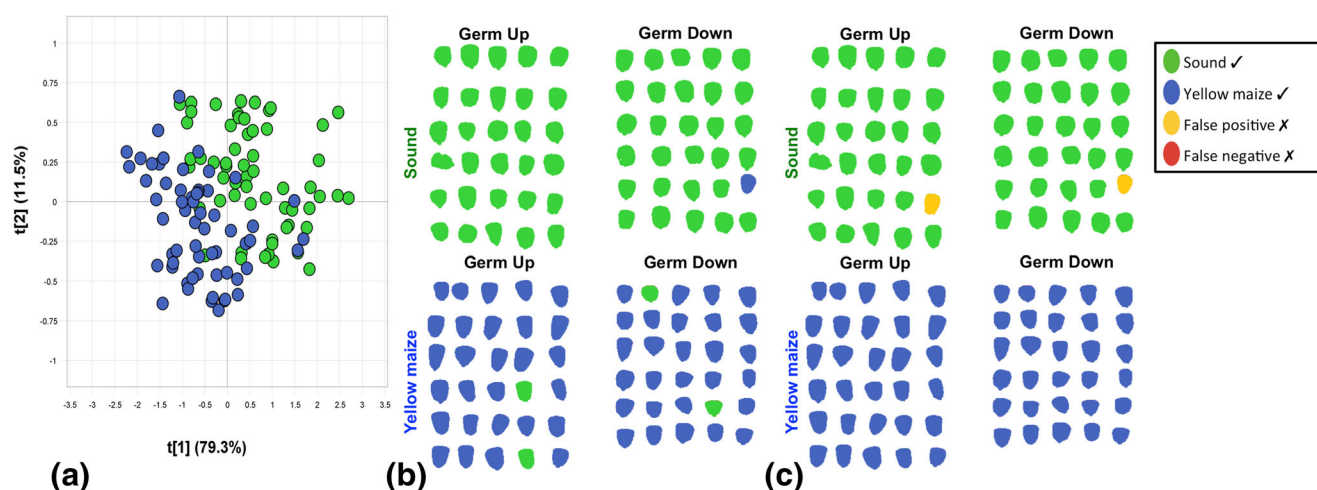 1
0.75
0.5
0.25
0
-0.25
-0.5
-0.75
-1
t[2] (11.5%)
-3.5 -3 -2.5 -2 -1.5 -1 -0.5 0 0.5 1 1.5 2 2.5 3 3.5
t[1] (79.3%)
(a)
Germ Up Germ Down
Sound
Germ Up Germ Down
Yellow maize
(b)
Germ Up Germ Down
Sound
Germ Up Germ Down
Yellow maize
(c)
Sound ✓
Yellow maize ✓
False positive ✗
False negative ✗